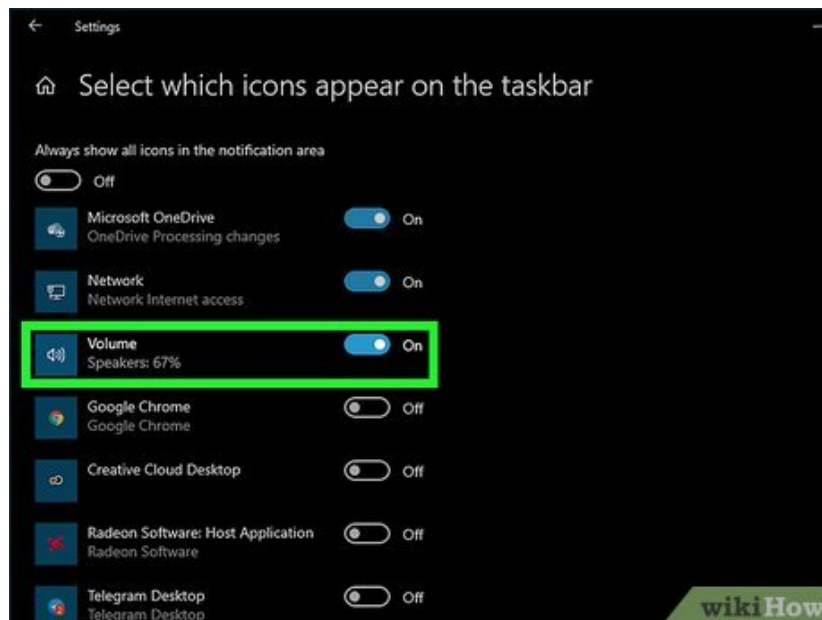 Settings
Select which icons appear on the taskbar
Always show all icons in the notification area
Off
Microsoft OneDrive
On
OneDrive Processing changes
Network
On
Network Internet access
Volume
On
Speakers: 67%
Google Chrome
Off
Google Chrome
Creative Cloud Desktop
Off
Radeon Software: Host Application
Off
Radeon Software
Telegram Desktop
Off
Telegram Desktop
wikiHow